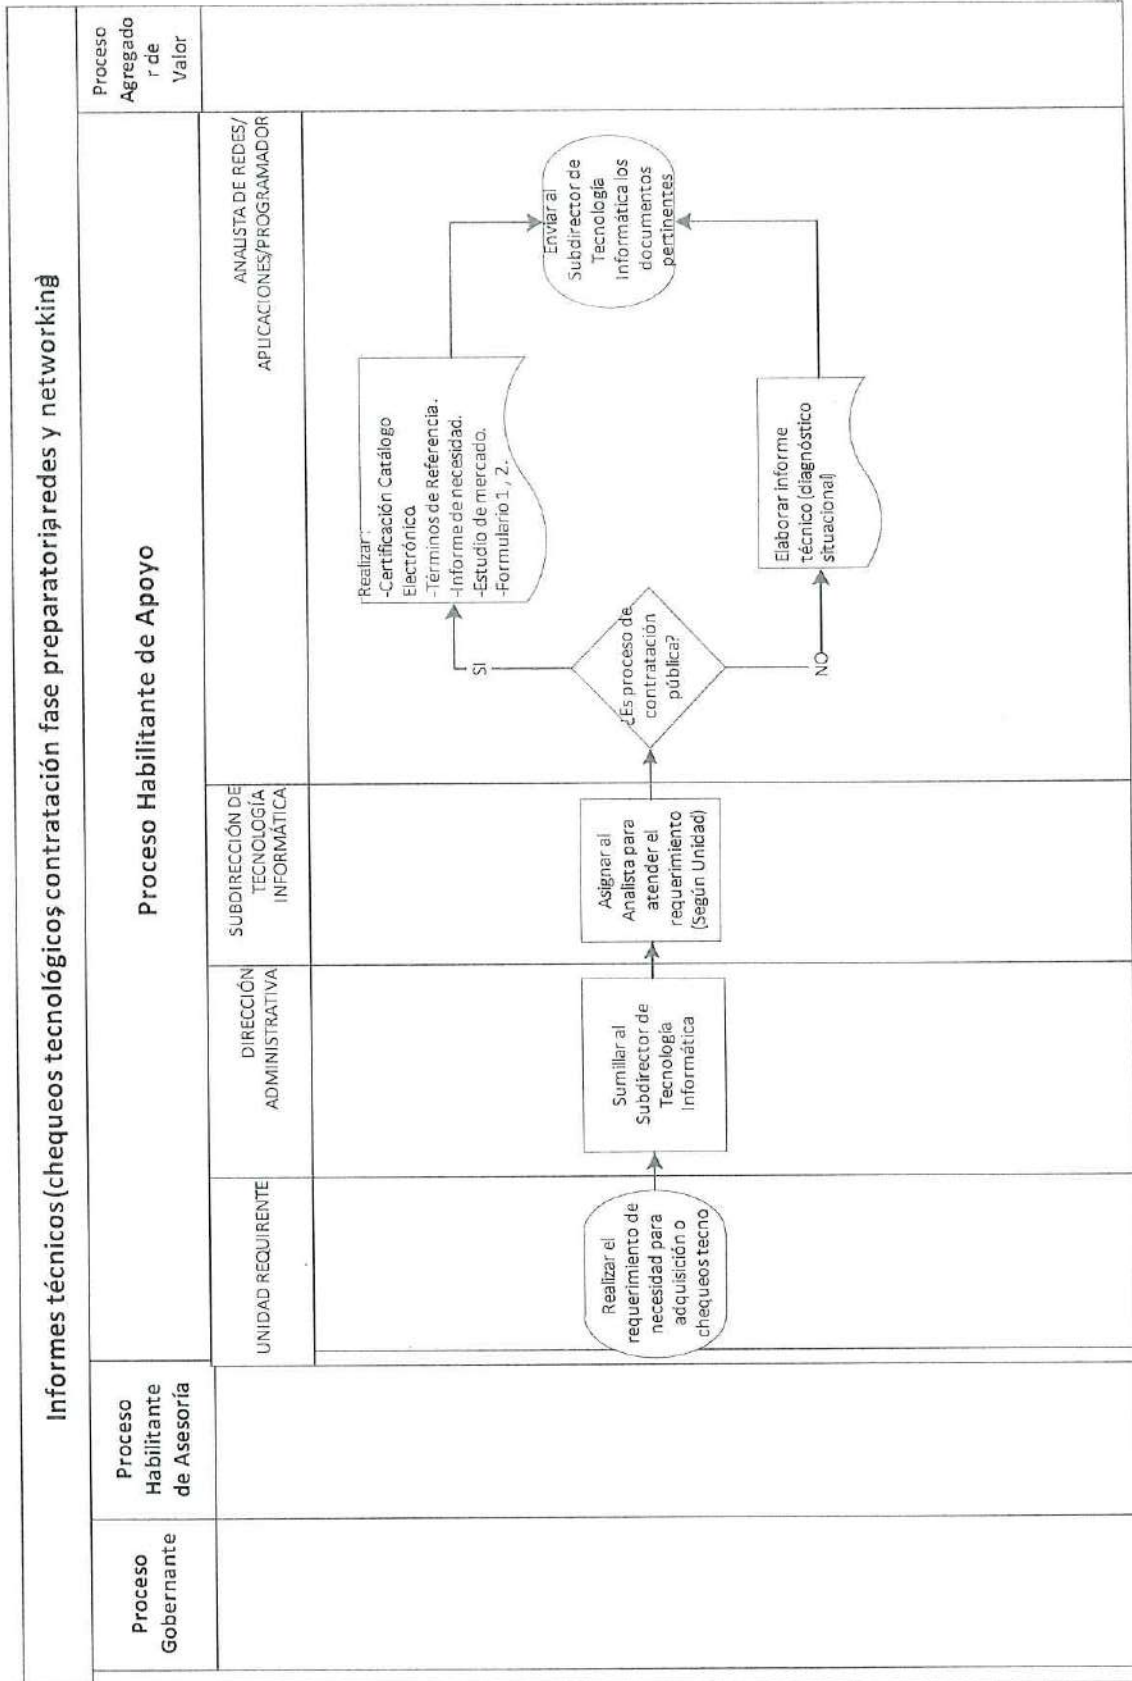 Informes técnicos (chequeos tecnológicos, contratación fase preparatoria, redes y networking)
Proceso
Gobernante
Proceso
Habilitante
de Asesoría
Proceso Habilitante de Apoyo
Proceso
Agregado
r de
Valor
UNIDAD REQUIRENTE
DIRECCIÓN
ADMINISTRATIVA
SUBDIRECCIÓN DE
TECNOLOGÍA
INFORMÁTICA
ANALISTA DE REDES/
APLICACIONES/PROGRAMADOR
Realizar el
requerimiento de
necesidad para
adquisición o
chequeos tecno
Sumillar al
Subdirector de
Tecnología
Informática
Asignar al
Analista para
atender el
requerimiento
(Según Unidad)
¿Es proceso de
contratación
pública?
SI
Realizar :
-Certificación Catálogo
Electrónico.
-Términos de Referencia.
-Informe de necesidad.
-Estudio de mercado.
-Formulario 1, 2.
NO
Elaborar informe
técnico (diagnóstico
situacional)
Enviar al
Subdirector de
Tecnología
Informática los
documentos
pertinentes